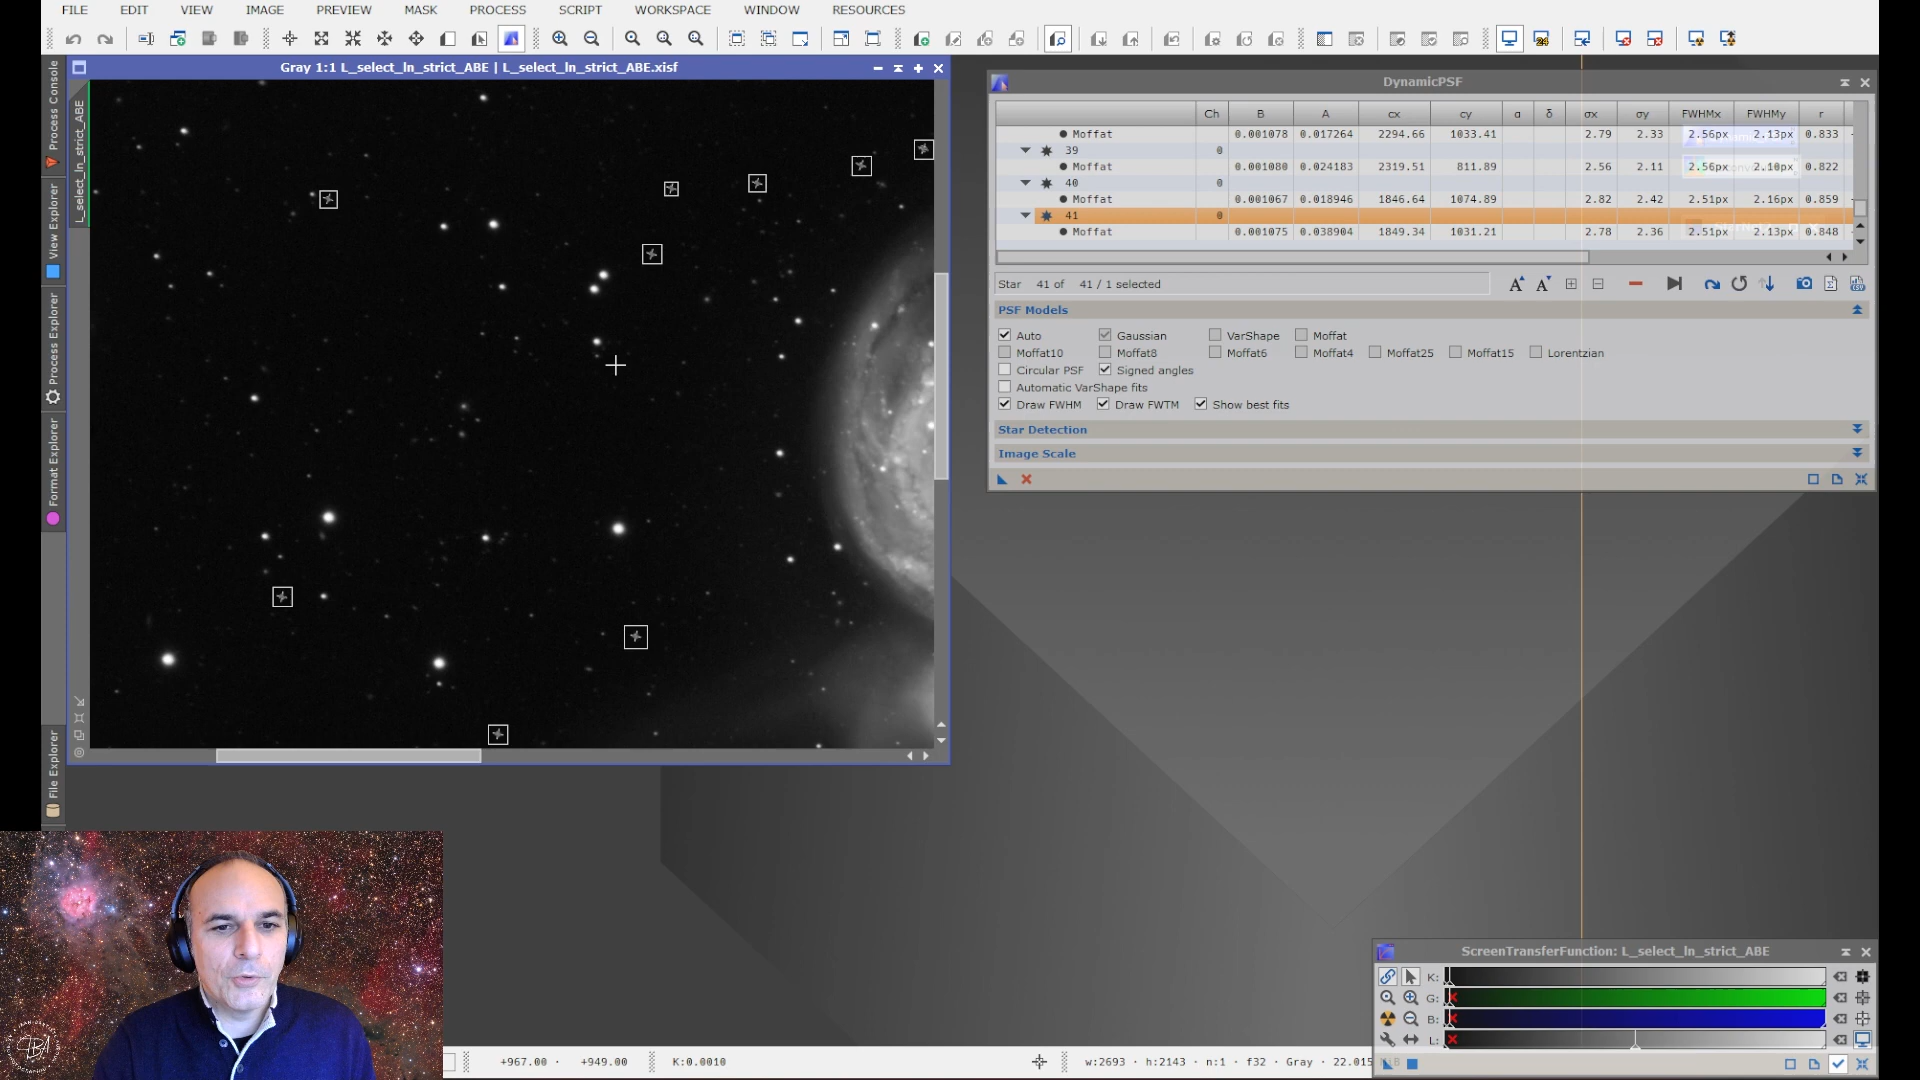 FILE EDIT VIEW IMAGE PREVIEW MASK PROCESS SCRIPT WORKSPACE WINDOW RESOURCES
Gray 1:1 L_select_ln_strict_ABE | L_select_ln_strict_ABE.xisf
Process Console
View Explorer
Process Explorer
Format Explorer
File Explorer
L_select_ln_strict_ABE
DynamicPSF
Ch B A cx cy α δ σx σy FWHMx FWHMy r
Moffat 0.001078 0.017264 2294.66 1033.41 2.79 2.33 2.56px 2.13px 0.833
39 0
Moffat 0.001080 0.024183 2319.51 811.89 2.56 2.11 2.56px 2.10px 0.822
40 0
Moffat 0.001067 0.018946 1846.64 1074.89 2.82 2.42 2.51px 2.16px 0.859
41 0
Moffat 0.001075 0.038904 1849.34 1031.21 2.78 2.36 2.51px 2.13px 0.848
Star 41 of 41 / 1 selected
PSF Models
Auto Gaussian VarShape Moffat
Moffat10 Moffat8 Moffat6 Moffat4 Moffat25 Moffat15 Lorentzian
Circular PSF Signed angles
Automatic VarShape fits
Draw FWHM Draw FWTM Show best fits
Star Detection
Image Scale
ScreenTransferFunction: L_select_ln_strict_ABE
K:
G:
B:
L:
+967.00 · +949.00 K:0.0010 w:2693 · h:2143 · n:1 · f32 · Gray · 22.015